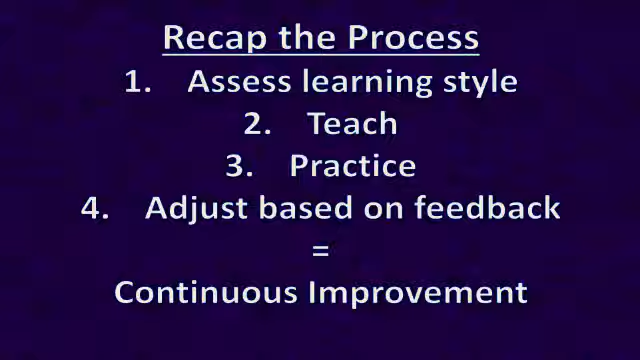 Recap the Process
1. Assess learning style
2. Teach
3. Practice
4. Adjust based on feedback
=
Continuous Improvement